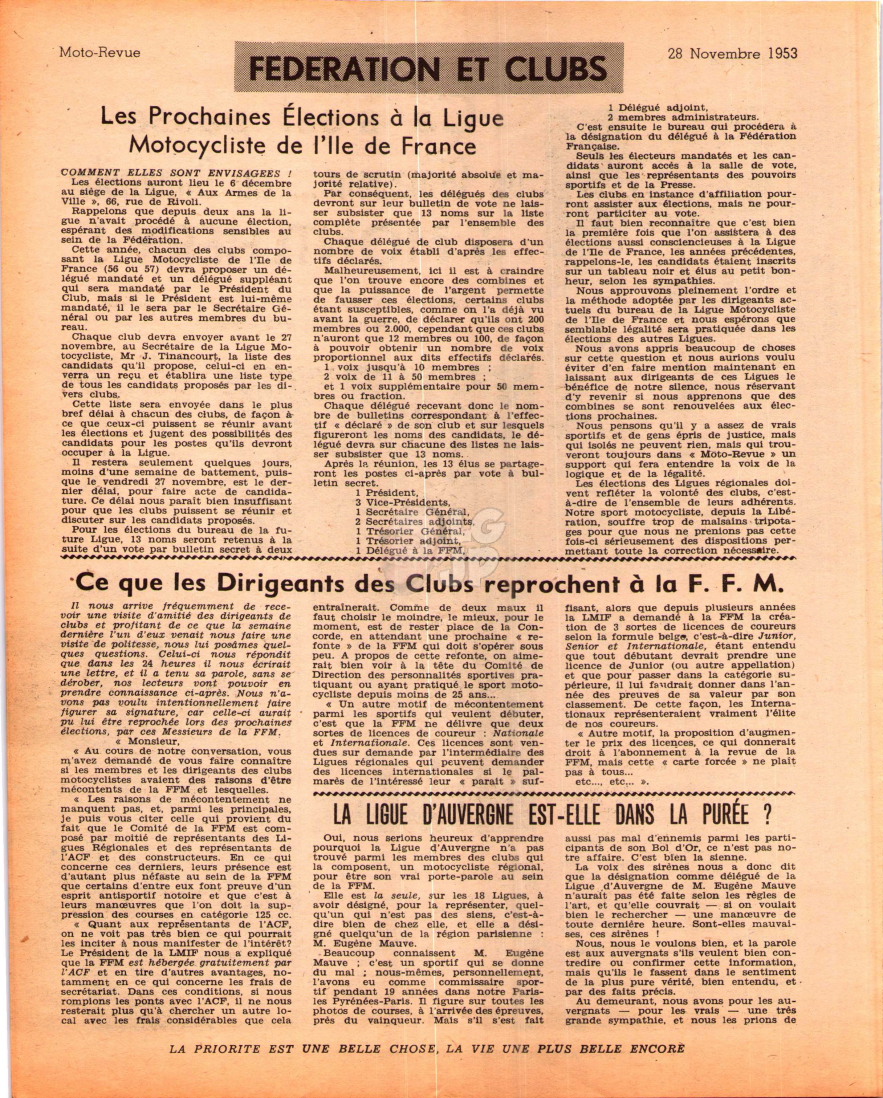 Moto-Revue
28 Novembre 1953
FEDERATION ET CLUBS
Les Prochaines Élections à la Ligue
Motocycliste de l'Ile de France
COMMENT ELLES SONT ENVISAGEES !
Les élections auront lieu le 6 décembre
au siège de la Ligue, « Aux Armes de la
Ville », 66, rue de Rivoli.
Rappelons que depuis deux ans la li-
gue n'avait procédé à aucune élection,
espérant des modifications sensibles au
sein de la Fédération.
Cette année, chacun des clubs compo-
sant la Ligue Motocycliste de l'Ile de
France (56 ou 57) devra proposer un dé-
légué mandaté et un délégué suppléant
qui sera mandaté par le Président du
Club, mais si le Président est lui-même
mandaté, il le sera par le Secrétaire Gé-
néral ou par les autres membres du bu-
reau.
Chaque club devra envoyer avant le 27
novembre, au Secrétaire de la Ligue Mo-
tocycliste, Mr J. Tinancourt, la liste des
candidats qu'il propose, celui-ci en en-
verra un reçu et établira une liste type
de tous les candidats proposés par les di-
vers clubs.
Cette liste sera envoyée dans le plus
bref délai à chacun des clubs, de façon à
ce que ceux-ci puissent se réunir avant
les élections et jugent des possibilités des
candidats pour les postes qu'ils devront
occuper à la Ligue.
Il restera seulement quelques jours,
moins d'une semaine de battement, puis-
que le vendredi 27 novembre, est le der-
nier délai, pour faire acte de candida-
ture. Ce délai nous paraît bien insuffisant
pour que les clubs puissent se réunir et
discuter sur les candidats proposés.
Pour les élections du bureau de la fu-
ture Ligue, 13 noms seront retenus à la
suite d'un vote par bulletin secret à deux
tours de scrutin (majorité absolue et ma-
jorité relative).
Par conséquent, les délégués des clubs
devront sur leur bulletin de vote ne lais-
ser subsister que 13 noms sur la liste
complète présentée par l'ensemble des
clubs.
Chaque délégué de club disposera d'un
nombre de voix établi d'après les effec-
tifs déclarés.
Malheureusement, ici il est à craindre
que l'on trouve encore des combines et
que la puissance de l'argent permette
de fausser ces élections, certains clubs
étant susceptibles, comme on l'a déjà vu
avant la guerre, de déclarer qu'ils ont 200
membres ou 2.000, cependant que ces clubs
n'auront que 12 membres ou 100, de façon
à pouvoir obtenir un nombre de voix
proportionnel aux dits effectifs déclarés.
1 voix jusqu'à 10 membres ;
2 voix de 11 à 50 membres ;
et 1 voix supplémentaire pour 50 mem-
bres ou fraction.
Chaque délégué recevant donc le nom-
bre de bulletins correspondant à l'effec-
tif « déclaré » de son club et sur lesquels
figureront les noms des candidats, le dé-
légué devra sur chacune des listes ne lais-
ser subsister que 13 noms.
Après la réunion, les 13 élus se partage-
ront les postes ci-après par vote à bul-
letin secret.
1 Président,
3 Vice-Présidents,
1 Secrétaire Général,
2 Secrétaires adjoints,
1 Trésorier Général,
1 Trésorier adjoint,
1 Délégué à la FFM,
1 Délégué adjoint,
2 membres administrateurs.
C'est ensuite le bureau qui procédera à
la désignation du délégué à la Fédération
Française.
Seuls les électeurs mandatés et les can-
didats auront accès à la salle de vote,
ainsi que les représentants des pouvoirs
sportifs et de la Presse.
Les clubs en instance d'affiliation pour-
ront assister aux élections, mais ne pour-
ront particiter au vote.
Il faut bien reconnaître que c'est bien
la première fois que l'on assistera à des
élections aussi consciencieuses à la Ligue
de l'Ile de France, les années précédentes,
rappelons-le, les candidats étaient inscrits
sur un tableau noir et élus au petit bon-
heur, selon les sympathies.
Nous approuvons pleinement l'ordre et
la méthode adoptée par les dirigeants ac-
tuels du bureau de la Ligue Motocycliste
de l'Ile de France et nous espérons que
semblable légalité sera pratiquée dans les
élections des autres Ligues.
Nous avons appris beaucoup de choses
sur cette question et nous aurions voulu
éviter d'en faire mention maintenant en
laissant aux dirigeants de ces Ligues le
bénéfice de notre silence, nous réservant
d'y revenir si nous apprenons que des
combines se sont renouvelées aux élec-
tions prochaines.
Nous pensons qu'il y a assez de vrais
sportifs et de gens épris de justice, mais
qui isolés ne peuvent rien, mais qui trou-
veront toujours dans « Moto-Revue » un
support qui fera entendre la voix de la
logique et de la légalité.
Les élections des Ligues régionales doi-
vent refléter la volonté des clubs, c'est-
à-dire de l'ensemble de leurs adhérents.
Notre sport motocycliste, depuis la Libé-
ration, souffre trop de malsains tripota-
ges pour que nous ne prenions pas cette
fois-ci sérieusement des dispositions per-
mettant toute la correction nécessaire.
Ce que les Dirigeants des Clubs reprochent à la F. F. M.
Il nous arrive fréquemment de rece-
voir une visite d'amitié des dirigeants de
clubs et profitant de ce que la semaine
dernière l'un d'eux venait nous faire une
visite de politesse, nous lui posâmes quel-
ques questions. Celui-ci nous répondit
que dans les 24 heures il nous écrirait
une lettre, et il a tenu sa parole, sans se
dérober, nos lecteurs vont pouvoir en
prendre connaissance ci-après. Nous n'a-
vons pas voulu intentionnellement faire
figurer sa signature, car celle-ci aurait
pu lui être reprochée lors des prochaines
élections, par ces Messieurs de la FFM.
« Monsieur,
« Au cours de notre conversation, vous
m'avez demandé de vous faire connaître
si les membres et les dirigeants des clubs
motocyclistes avaient des raisons d'être
mécontents de la FFM et lesquelles.
« Les raisons de mécontentement ne
manquent pas, et, parmi les principales,
je puis vous citer celle qui provient du
fait que le Comité de la FFM est com-
posé par moitié de représentants des Li-
gues Régionales et des représentants de
l'ACF et des constructeurs. En ce qui
concerne ces derniers, leurs présence est
d'autant plus néfaste au sein de la FFM
que certains d'entre eux font preuve d'un
esprit antisportif notoire et que c'est à
leurs manœuvres que l'on doit la sup-
pression des courses en catégorie 125 cc.
« Quant aux représentants de l'ACF,
on ne voit pas très bien ce qui pourrait
les inciter à nous manifester de l'intérêt?
Le Président de la LMIF nous a expliqué
que la FFM est hébergée gratuitement par
l'ACF et en tire d'autres avantages, no-
tamment en ce qui concerne les frais de
secrétariat. Dans ces conditions, si nous
rompions les ponts avec l'ACF, il ne nous
resterait plus qu'à chercher un autre lo-
cal avec les frais considérables que cela
entraînerait. Comme de deux maux il
faut choisir le moindre, le mieux, pour le
moment, est de rester place de la Con-
corde, en attendant une prochaine « re-
fonte » de la FFM qui doit s'opérer sous
peu. A propos de cette refonte, on aime-
rait bien voir à la tête du Comité de
Direction des personnalités sportives pra-
tiquant ou ayant pratiqué le sport moto-
cycliste depuis moins de 25 ans...
« Un autre motif de mécontentement
parmi les sportifs qui veulent débuter,
c'est que la FFM ne délivre que deux
sortes de licences de coureur : Nationale
et Internationale. Ces licences sont ven-
dues sur demande par l'intermédiaire des
Ligues régionales qui peuvent demander
des licences internationales si le pal-
marès de l'intéressé leur « paraît » suf-
fisant, alors que depuis plusieurs années
la LMIF a demandé à la FFM la créa-
tion de 3 sortes de licences de coureurs
selon la formule belge, c'est-à-dire Junior,
Senior et Internationale, étant entendu
que tout débutant devrait prendre une
licence de Junior (ou autre appellation)
et que pour passer dans la catégorie su-
périeure, il lui faudrait donner dans l'an-
née des preuves de sa valeur par son
classement. De cette façon, les Interna-
tionaux représenteraient vraiment l'élite
de nos coureurs.
« Autre motif, la proposition d'augmen-
ter le prix des licences, ce qui donnerait
droit à l'abonnement à la revue de la
FFM, mais cette « carte forcée » ne plaît
pas à tous...
etc..., etc... ».
LA LIGUE D'AUVERGNE EST-ELLE DANS LA PURÉE ?
Oui, nous serions heureux d'apprendre
pourquoi la Ligue d'Auvergne n'a pas
trouvé parmi les membres des clubs qui
la composent, un motocycliste régional,
pour être son vrai porte-parole au sein
de la FFM.
Elle est la seule, sur les 18 Ligues, à
avoir désigné, pour la représenter, quel-
qu'un qui n'est pas des siens, c'est-à-
dire bien de chez elle, et elle a dési-
gné quelqu'un de la région parisienne :
M. Eugène Mauve.
Beaucoup connaissent M. Eugène
Mauve ; c'est un sportif qui se donne
du mal ; nous-mêmes, personnellement,
l'avons eu comme commissaire spor-
tif pendant 19 années dans notre Paris-
les Pyrénées-Paris. Il figure sur toutes les
photos de courses, à l'arrivée des épreuves,
près du vainqueur. Mais s'il s'est fait
aussi pas mal d'ennemis parmi les parti-
cipants de son Bol d'Or, ce n'est pas no-
tre affaire. C'est bien la sienne.
La voix des sirènes nous a donc dit
que la désignation comme délégué de la
Ligue d'Auvergne de M. Eugène Mauve
n'aurait pas été faite selon les règles de
l'art, et qu'elle couvrait — si on voulait
bien le rechercher — une manœuvre de
toute dernière heure. Sont-elles mauvai-
ses, ces sirènes !
Nous, nous le voulons bien, et la parole
est aux auvergnats s'ils veulent bien con-
tredire ou confirmer cette information,
mais qu'ils le fassent dans le sentiment
de la plus pure vérité, bien entendu, et
par des faits précis.
Au demeurant, nous avons pour les au-
vergnats — pour les vrais — une très
grande sympathie, et nous les prions de
LA PRIORITE EST UNE BELLE CHOSE, LA VIE UNE PLUS BELLE ENCORE